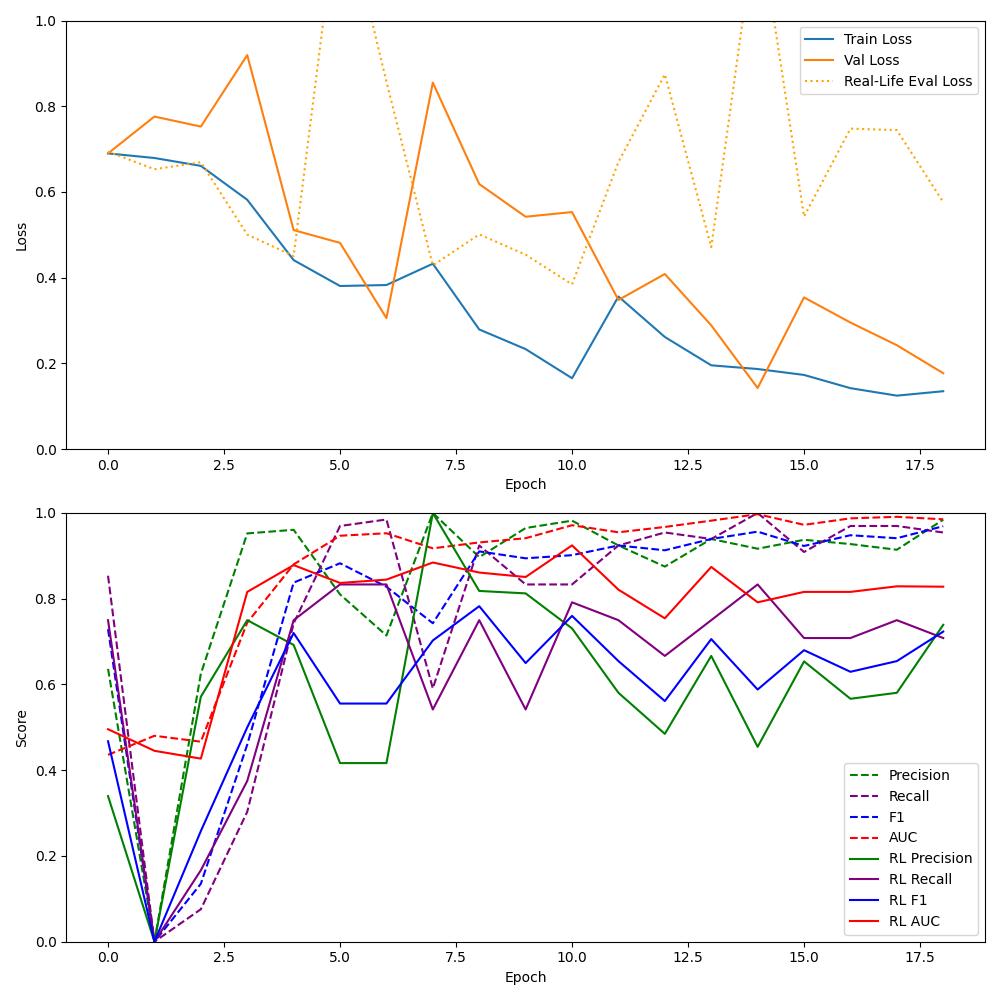 1.0
0.8
0.6
0.4
0.2
0.0
Loss
Train Loss
Val Loss
Real-Life Eval Loss
0.0 2.5 5.0 7.5 10.0 12.5 15.0 17.5
Epoch
1.0
0.8
0.6
0.4
0.2
0.0
Score
Precision
Recall
F1
AUC
RL Precision
RL Recall
RL F1
RL AUC
0.0 2.5 5.0 7.5 10.0 12.5 15.0 17.5
Epoch